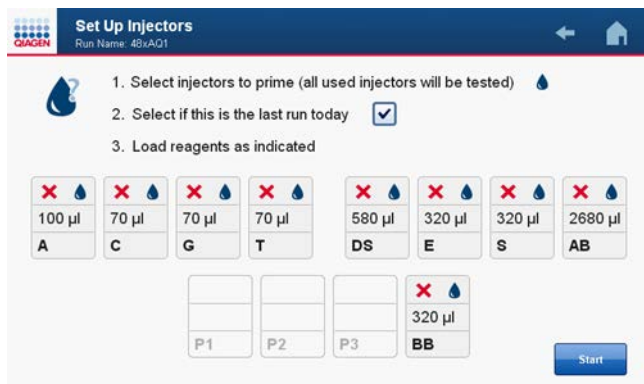 QIAGEN
Set Up Injectors
Run Name: 48xAQ1
1. Select injectors to prime (all used injectors will be tested)
2. Select if this is the last run today
3. Load reagents as indicated
100 µl 70 µl 70 µl 70 µl 580 µl 320 µl 320 µl 2680 µl
A C G T DS E S AB
320 µl
P1 P2 P3 BB
Start